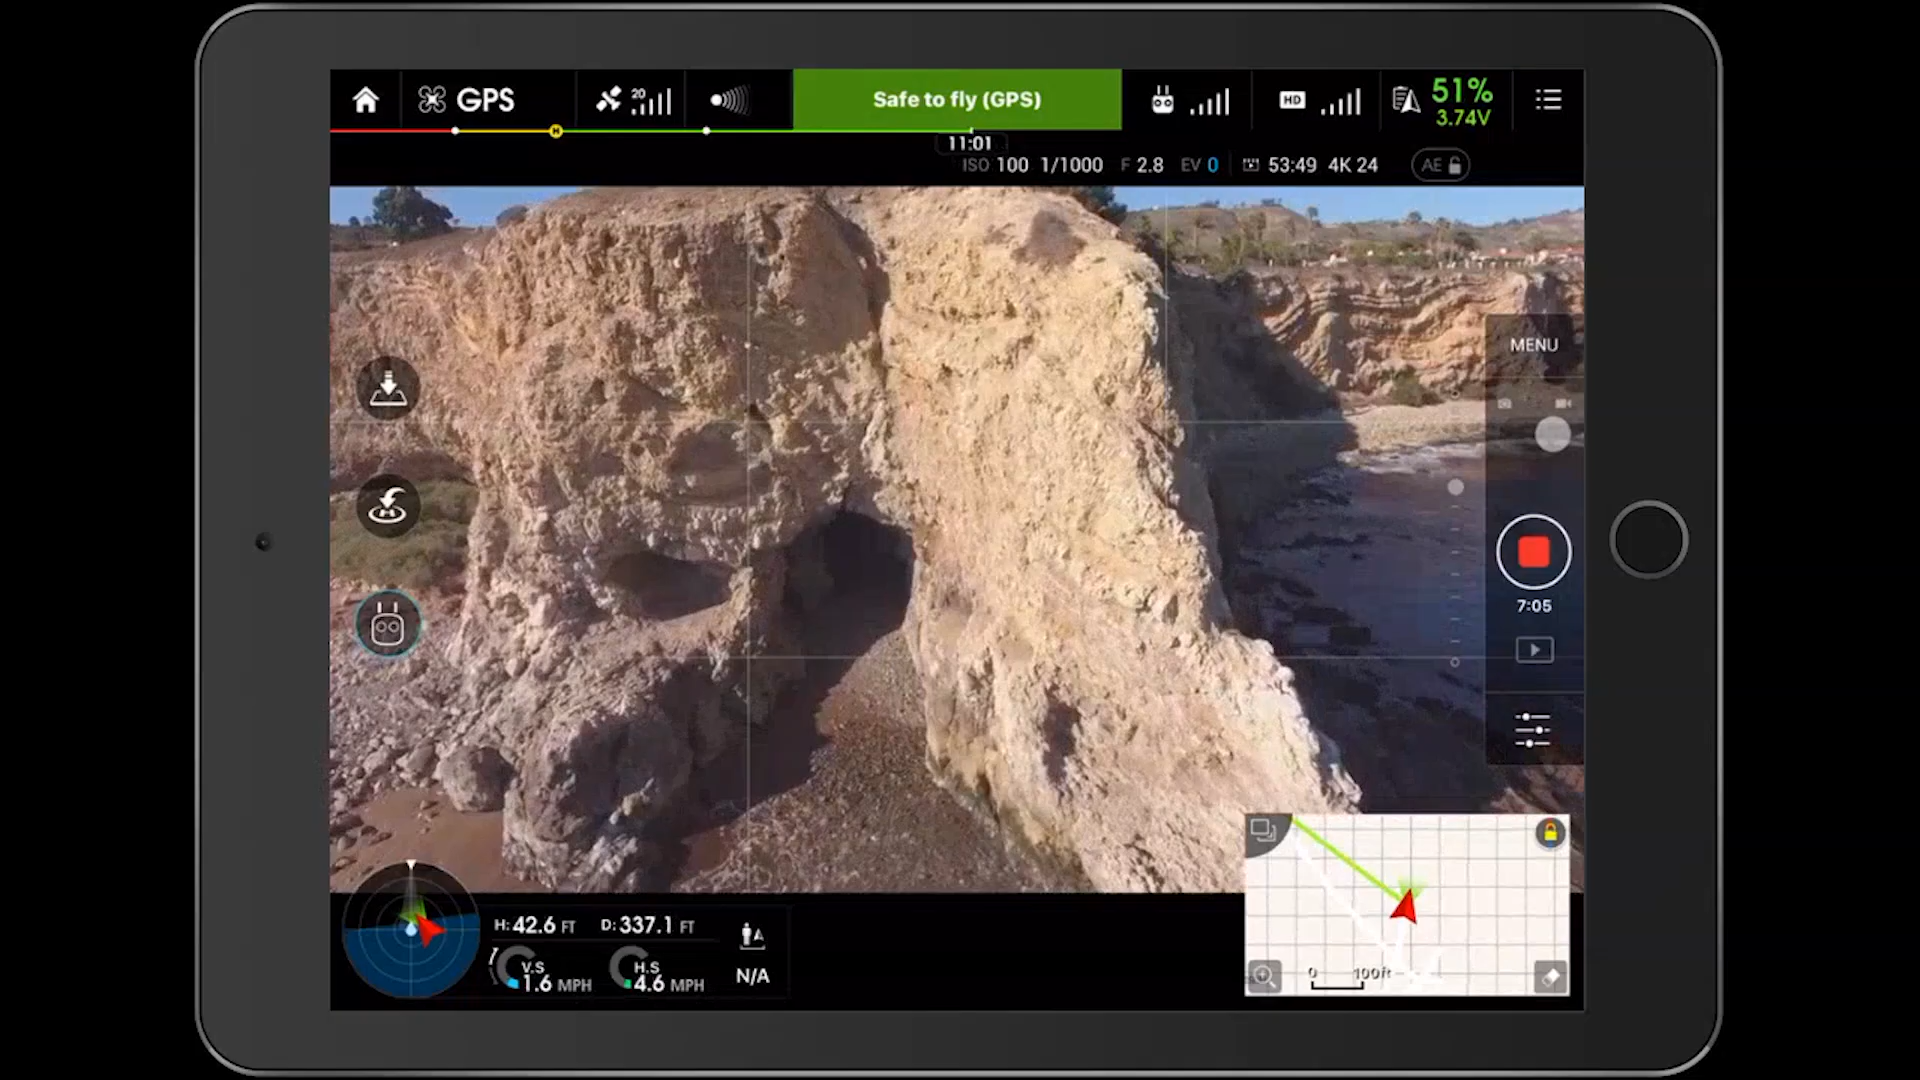 GPS
20
Safe to fly (GPS)
HD
51%
3.74V
H
11:01
ISO 100 1/1000 F 2.8 EV 0 53:49 4K 24 AE
MENU
7:05
H: 42.6 FT D: 337.1 FT
V.S H.S
1.6 MPH 4.6 MPH N/A
0 100ft